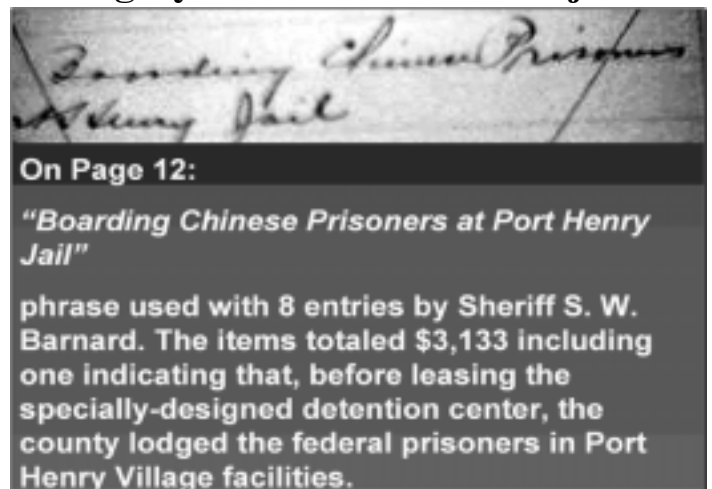 Boarding Chinese Prisoners
Henry Jail
On Page 12:
“Boarding Chinese Prisoners at Port Henry
Jail”
phrase used with 8 entries by Sheriff S. W.
Barnard. The items totaled $3,133 including
one indicating that, before leasing the
specially-designed detention center, the
county lodged the federal prisoners in Port
Henry Village facilities.